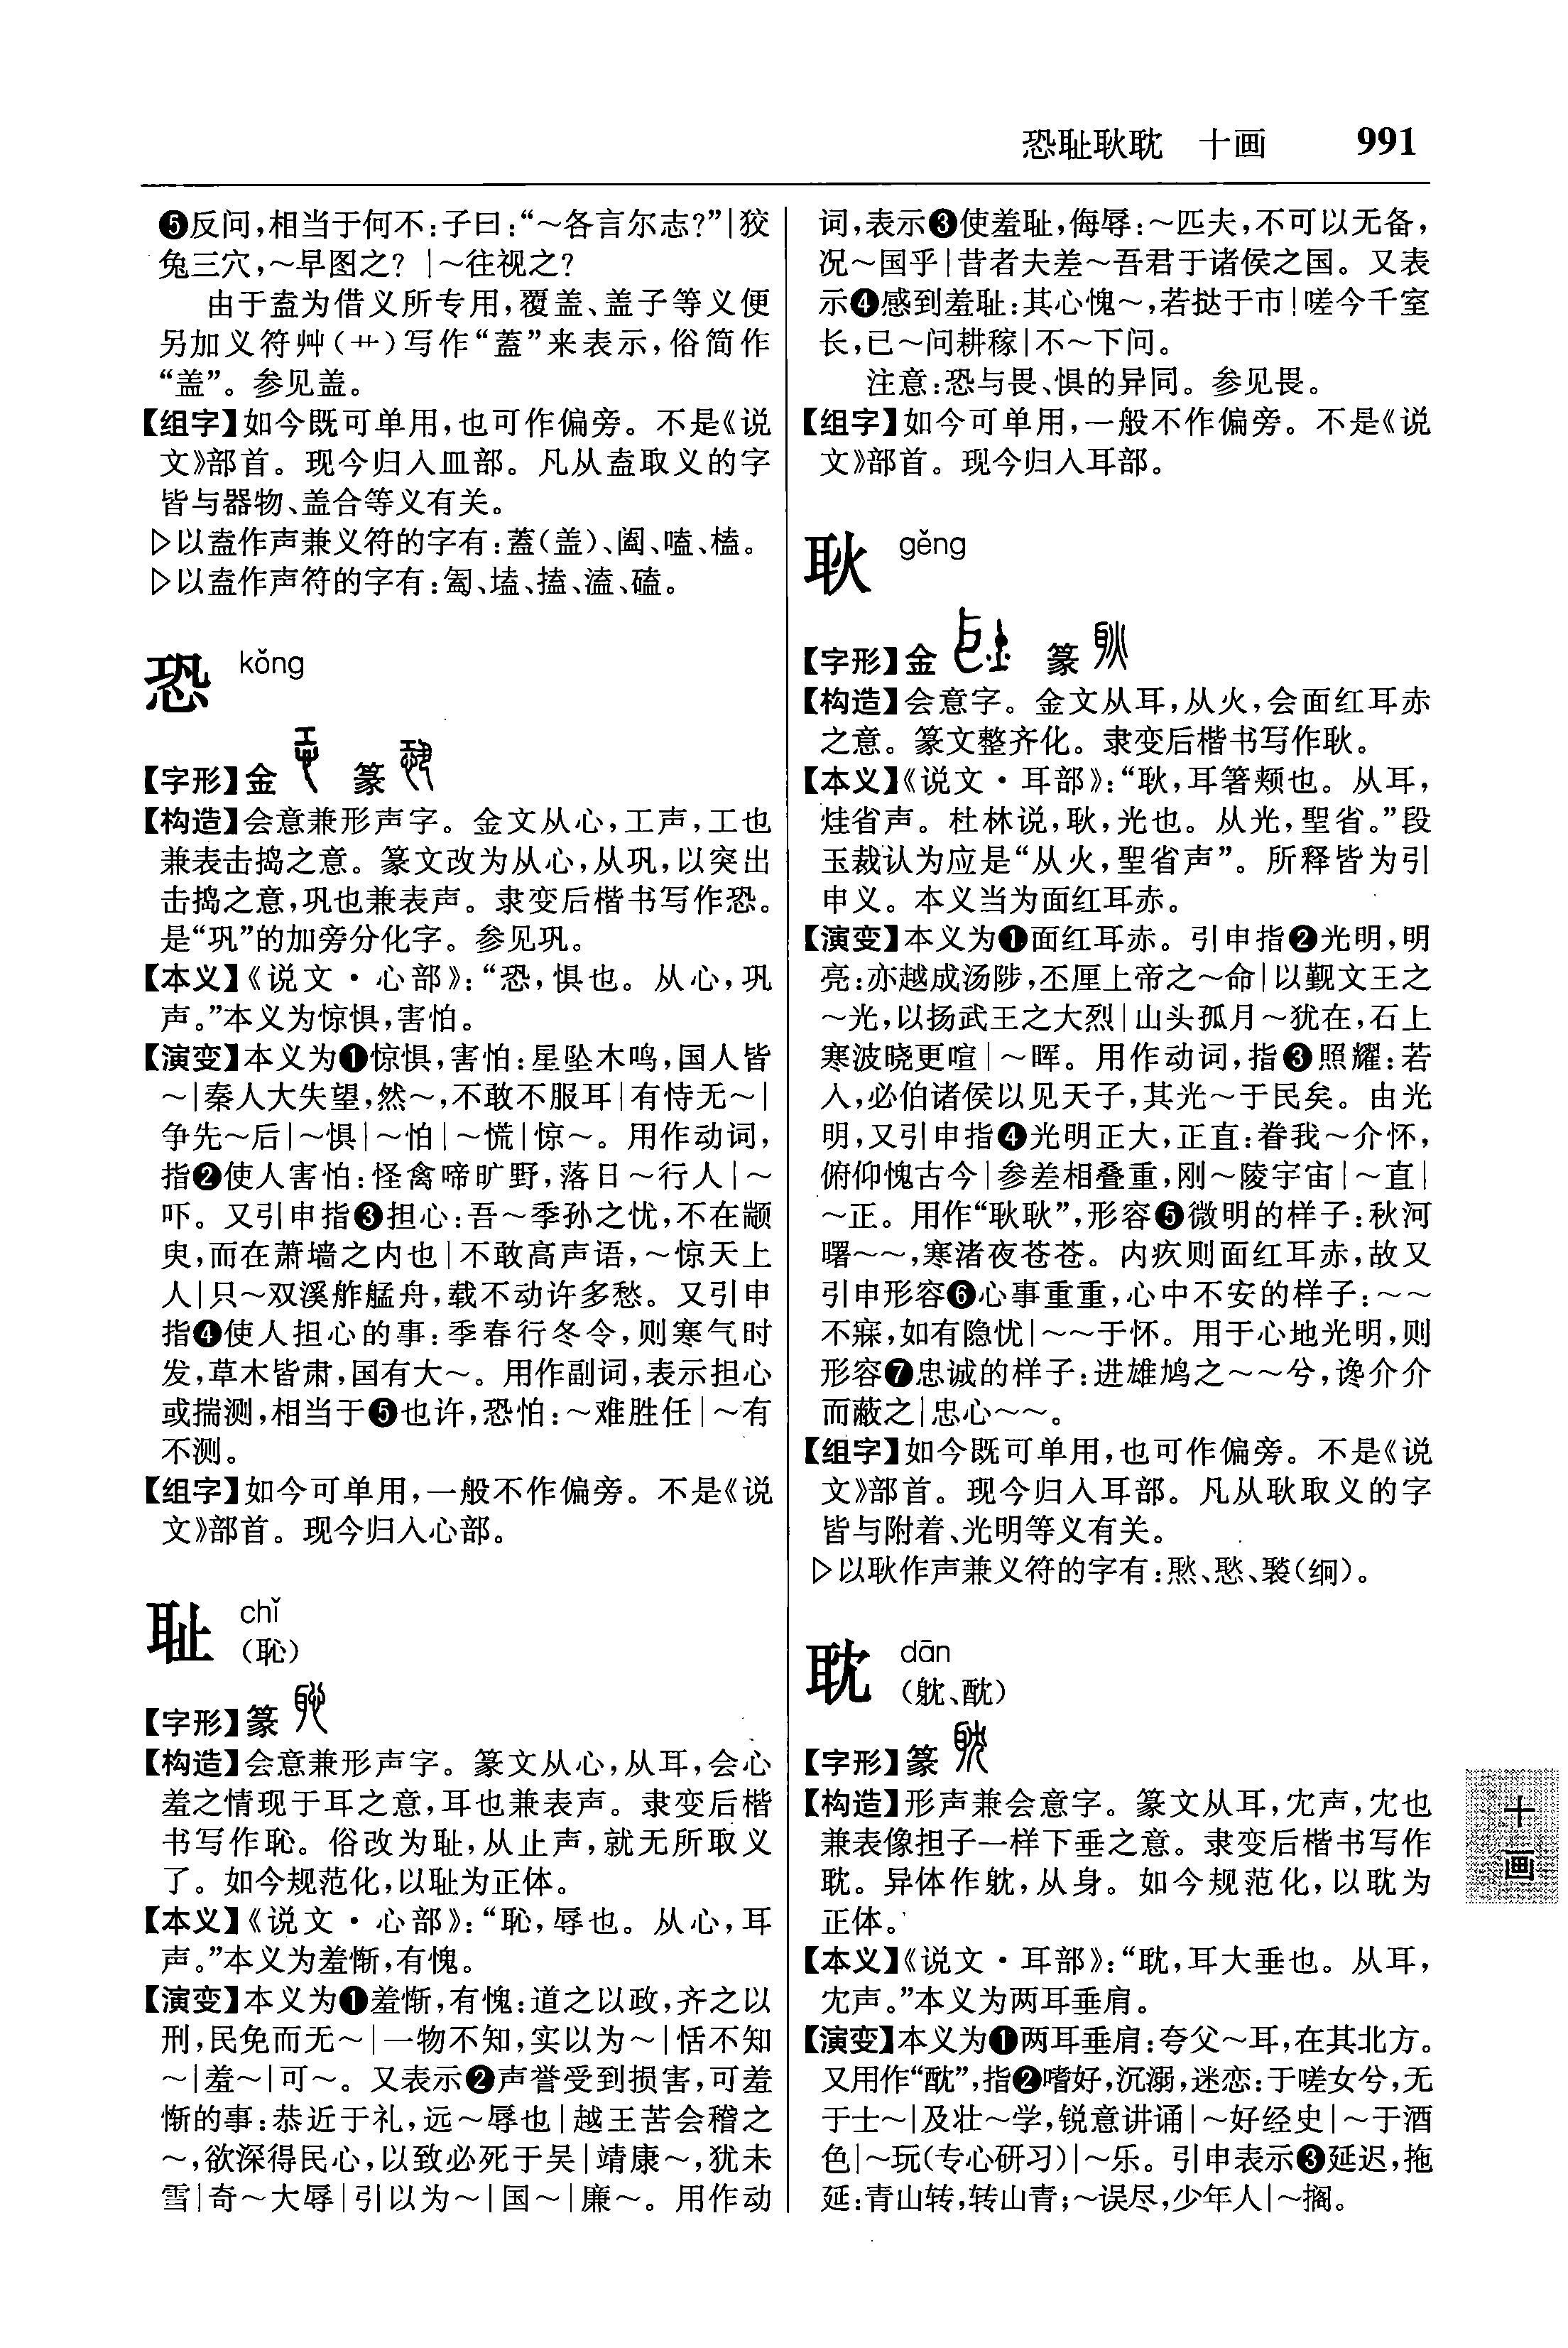 恐耻耿耽 十画 991
❺反问，相当于何不：子曰：“～各言尔志？”|狡
兔三穴，～早图之？|～往视之？
由于盍为借义所专用，覆盖、盖子等义便
另加义符艸（艹）写作“蓋”来表示，俗简作
“盖”。参见盖。
【组字】如今既可单用，也可作偏旁。不是《说
文》部首。现今归入皿部。凡从盍取义的字
皆与器物、盖合等义有关。
▷以盍作声兼义符的字有：蓋（盖）、阖、嗑、榼。
▷以盍作声符的字有：匎、堨、搕、溘、磕。
恐 kǒng
【字形】金 篆
【构造】会意兼形声字。金文从心，工声，工也
兼表击捣之意。篆文改为从心，从巩，以突出
击捣之意，巩也兼表声。隶变后楷书写作恐。
是“巩”的加旁分化字。参见巩。
【本义】《说文·心部》：“恐，惧也。从心，巩
声。”本义为惊惧，害怕。
【演变】本义为❶惊惧，害怕：星坠木鸣，国人皆
～|秦人大失望，然～，不敢不服耳|有恃无～|
争先～后|～惧|～怕|～慌|惊～。用作动词，
指❷使人害怕：怪禽啼旷野，落日～行人|～
吓。又引申指❸担心：吾～季孙之忧，不在颛
臾，而在萧墙之内也|不敢高声语，～惊天上
人|只～双溪舴艋舟，载不动许多愁。又引申
指❹使人担心的事：季春行冬令，则寒气时
发，草木皆肃，国有大～。用作副词，表示担心
或揣测，相当于❺也许，恐怕：～难胜任|～有
不测。
【组字】如今可单用，一般不作偏旁。不是《说
文》部首。现今归入心部。
耻 chǐ
（恥）
【字形】篆
【构造】会意兼形声字。篆文从心，从耳，会心
羞之情现于耳之意，耳也兼表声。隶变后楷
书写作恥。俗改为耻，从止声，就无所取义
了。如今规范化，以耻为正体。
【本义】《说文·心部》：“恥，辱也。从心，耳
声。”本义为羞惭，有愧。
【演变】本义为❶羞惭，有愧：道之以政，齐之以
刑，民免而无～|一物不知，实以为～|恬不知
～|羞～|可～。又表示❷声誉受到损害，可羞
惭的事：恭近于礼，远～辱也|越王苦会稽之
～，欲深得民心，以致必死于吴|靖康～，犹未
雪|奇～大辱|引以为～|国～|廉～。用作动
词，表示❸使羞耻，侮辱：～匹夫，不可以无备，
况～国乎|昔者夫差～吾君于诸侯之国。又表
示❹感到羞耻：其心愧～，若挞于市|嗟今千室
长，已～问耕稼|不～下问。
注意：恐与畏、惧的异同。参见畏。
【组字】如今可单用，一般不作偏旁。不是《说
文》部首。现今归入耳部。
耿 gěng
【字形】金 篆
【构造】会意字。金文从耳，从火，会面红耳赤
之意。篆文整齐化。隶变后楷书写作耿。
【本义】《说文·耳部》：“耿，耳箸颊也。从耳，
烓省声。杜林说，耿，光也。从光，聖省。”段
玉裁认为应是“从火，聖省声”。所释皆为引
申义。本义当为面红耳赤。
【演变】本义为❶面红耳赤。引申指❷光明，明
亮：亦越成汤陟，丕厘上帝之～命|以觐文王之
～光，以扬武王之大烈|山头孤月～犹在，石上
寒波晓更喧|～晖。用作动词，指❸照耀：若
人，必伯诸侯以见天子，其光～于民矣。由光
明，又引申指❹光明正大，正直：眷我～介怀，
俯仰愧古今|参差相叠重，刚～陵宇宙|～直|
～正。用作“耿耿”，形容❺微明的样子：秋河
曙～～，寒渚夜苍苍。内疚则面红耳赤，故又
引申形容❻心事重重，心中不安的样子：～～
不寐，如有隐忧|～～于怀。用于心地光明，则
形容❼忠诚的样子：进雄鸠之～～兮，谗介介
而蔽之|忠心～～。
【组字】如今既可单用，也可作偏旁。不是《说
文》部首。现今归入耳部。凡从耿取义的字
皆与附着、光明等义有关。
▷以耿作声兼义符的字有：褧（䌹）。
耽 dān
（躭、酖）
【字形】篆
【构造】形声兼会意字。篆文从耳，冘声，冘也
兼表像担子一样下垂之意。隶变后楷书写作
耽。异体作躭，从身。如今规范化，以耽为
正体。
【本义】《说文·耳部》：“耽，耳大垂也。从耳，
冘声。”本义为两耳垂肩。
【演变】本义为❶两耳垂肩：夸父～耳，在其北方。
又用作“酖”，指❷嗜好，沉溺，迷恋：于嗟女兮，无
于士～|及壮～学，锐意讲诵|～好经史|～于酒
色|～玩（专心研习）|～乐。引申表示❸延迟，拖
延：青山转，转山青；～误尽，少年人|～搁。
十
画